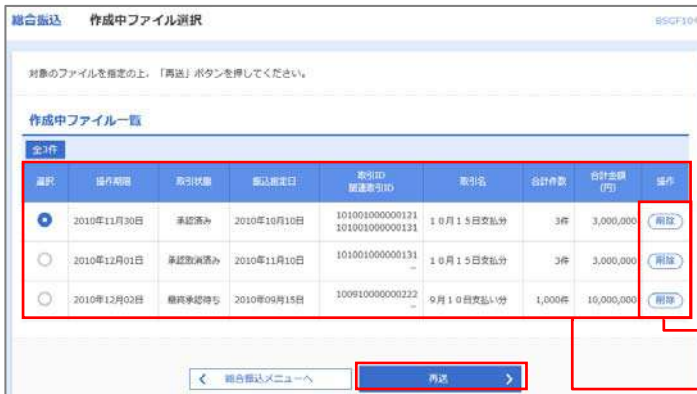 総合振込 作成中ファイル選択 BSGF104
対象のファイルを指定の上、「再送」ボタンを押してください。
作成中ファイル一覧
全3件
選択 操作期限 取引状態 振込指定日 取引ID 関連取引ID 取引名 合計件数 合計金額(円) 操作
2010年11月30日 承認済み 2010年10月10日 101001000000121 101001000000131 10月15日支払分 3件 3,000,000 削除
2010年12月01日 承認取消済み 2010年11月10日 101001000000131 – 10月15日支払分 3件 3,000,000 削除
2010年12月02日 最終承認待ち 2010年09月15日 100910000000222 – 9月10日支払い分 1,000件 10,000,000 削除
総合振込メニューへ 再送